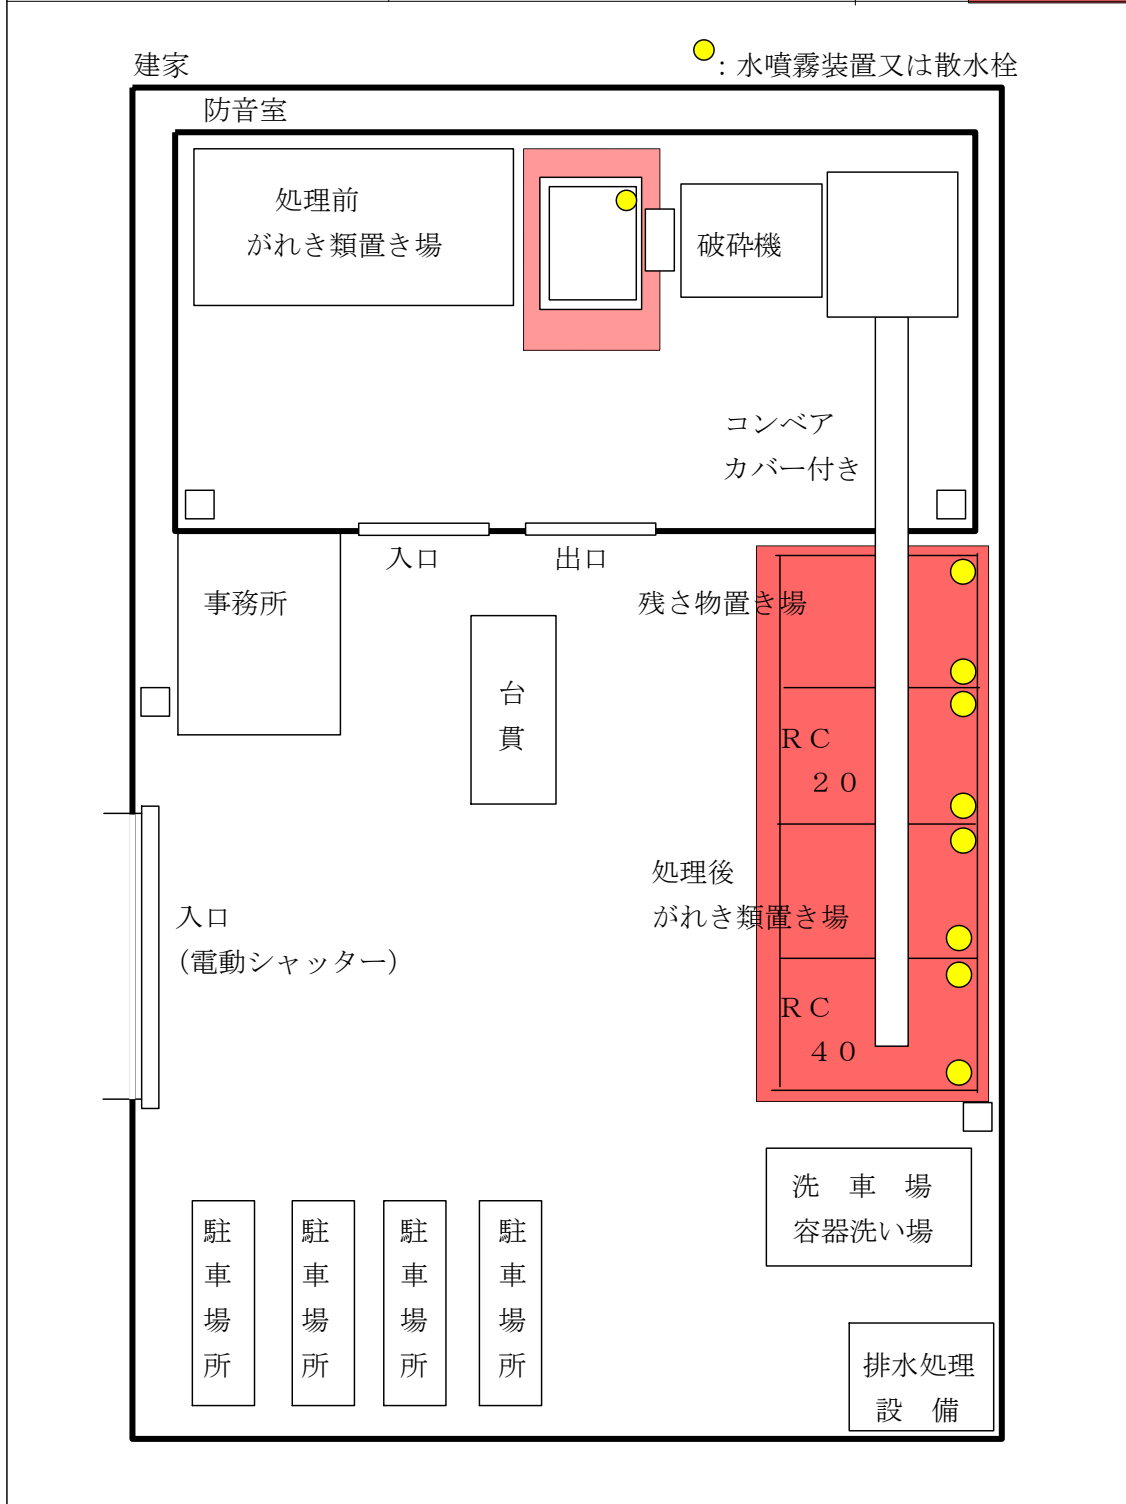 建家
：水噴霧装置又は散水栓
防音室
処理前
がれき類置き場
破砕機
コンベア
カバー付き
入口
出口
事務所
残さ物置き場
台
貫
ＲＣ
２０
処理後
がれき類置き場
入口
（電動シャッター）
ＲＣ
４０
洗　車　場
容器洗い場
駐
車
場
所
駐
車
場
所
駐
車
場
所
駐
車
場
所
排水処理
設　備